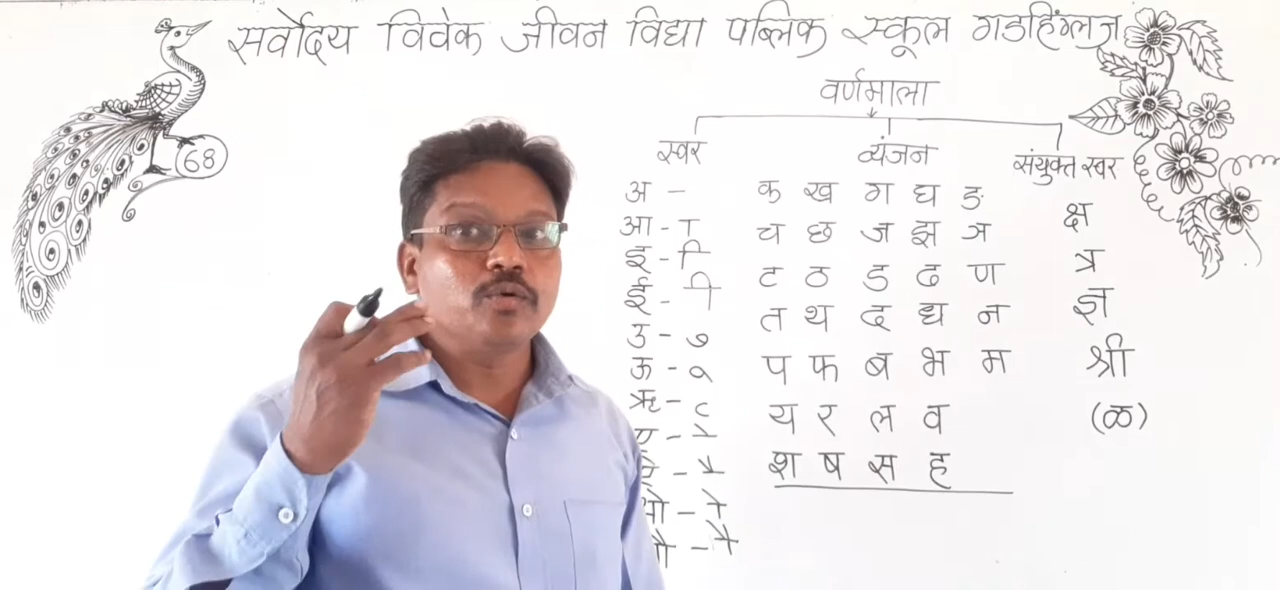 सर्वोदय विवेक जीवन विद्या पब्लिक स्कूल गडहिंग्लज
68
वर्णमाला
स्वर व्यंजन संयुक्त स्वर
अ - क ख ग घ ङ क्ष
आ - ा च छ ज झ ञ त्र
इ - ि ट ठ ड ढ ण ज्ञ
ई - ी त थ द ध न श्री
उ - ु प फ ब भ म (ळ)
ऊ - ू य र ल व
ऋ - ृ श ष स ह
ए - े
ऐ - ै
ओ - ो
औ - ौ